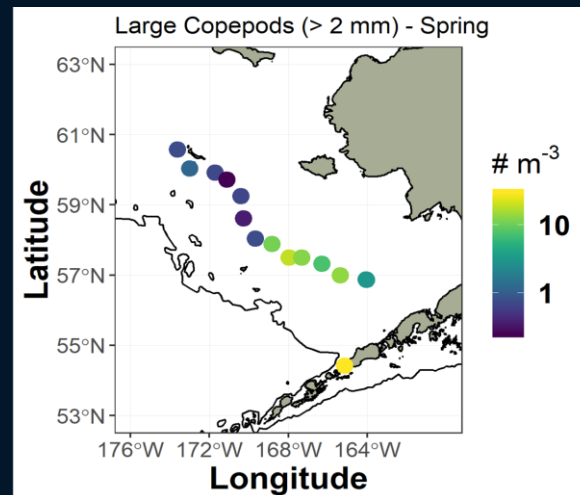 Large Copepods (> 2 mm) - Spring
63°N
61°N
59°N
57°N
55°N
53°N
Latitude
176°W 172°W 168°W 164°W
Longitude
# m⁻³
10
1